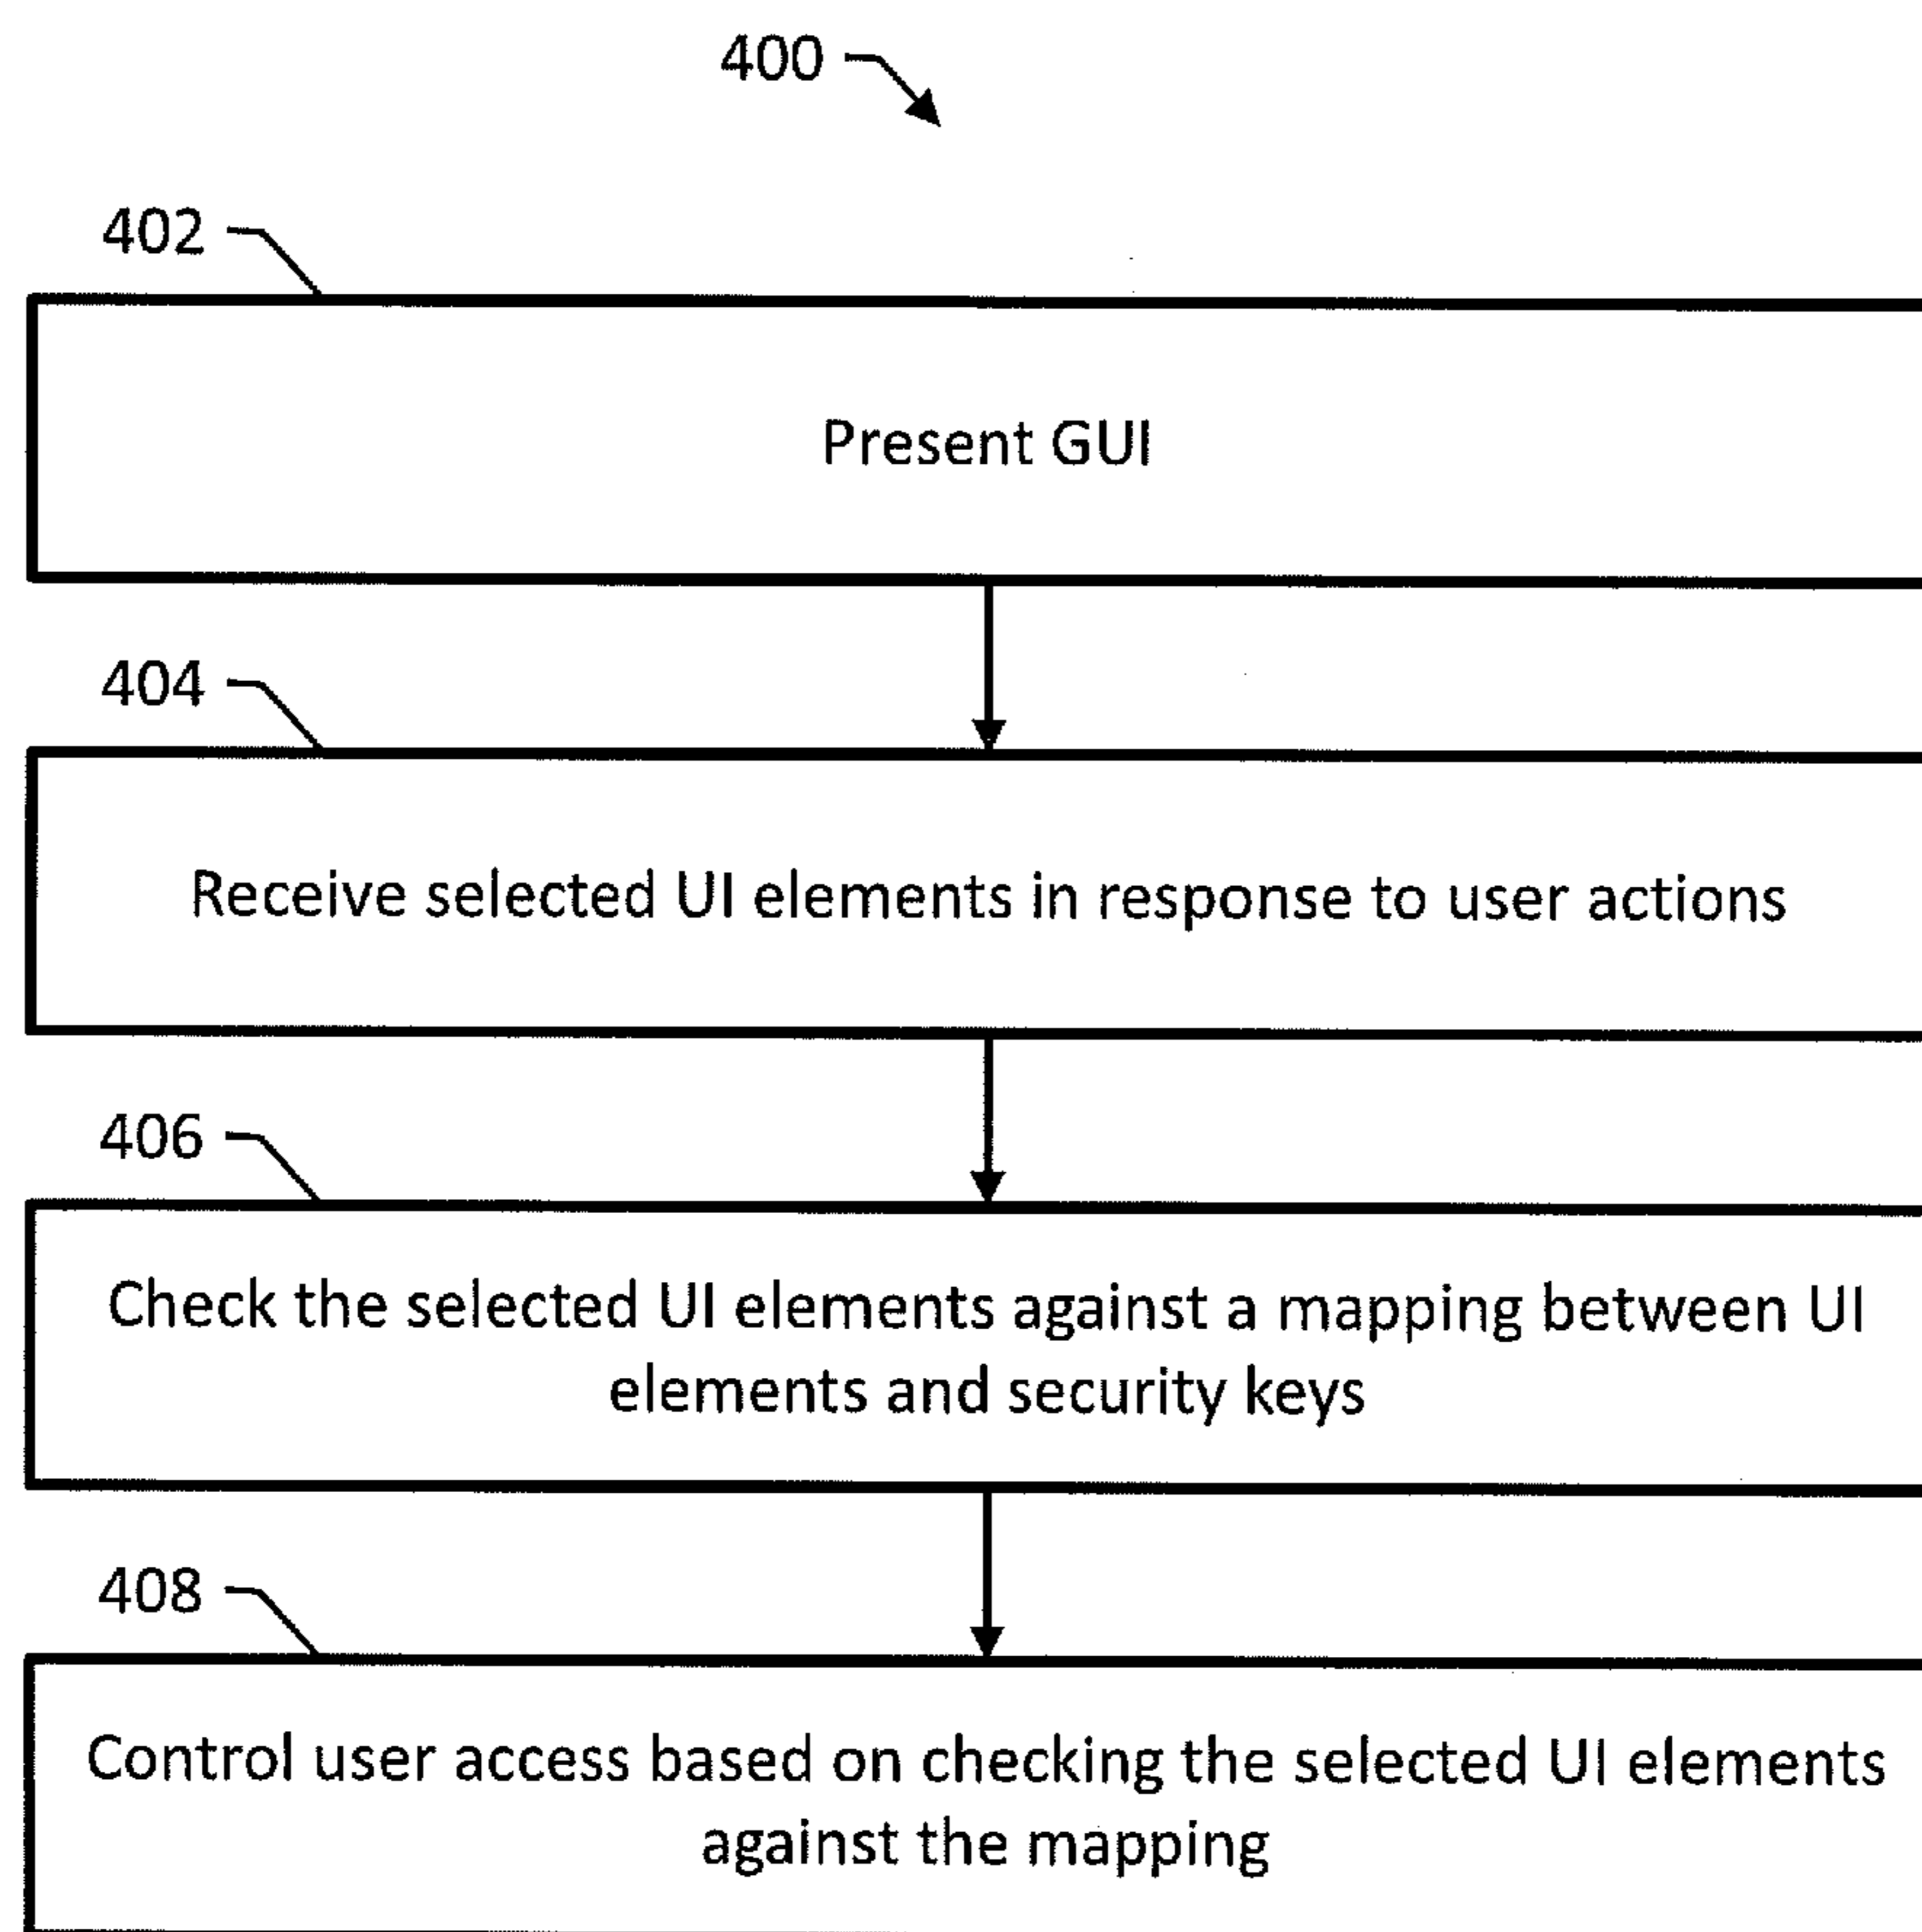 400
402
Present GUI
404
Receive selected UI elements in response to user actions
406
Check the selected UI elements against a mapping between UI
elements and security keys
408
Control user access based on checking the selected UI elements
against the mapping